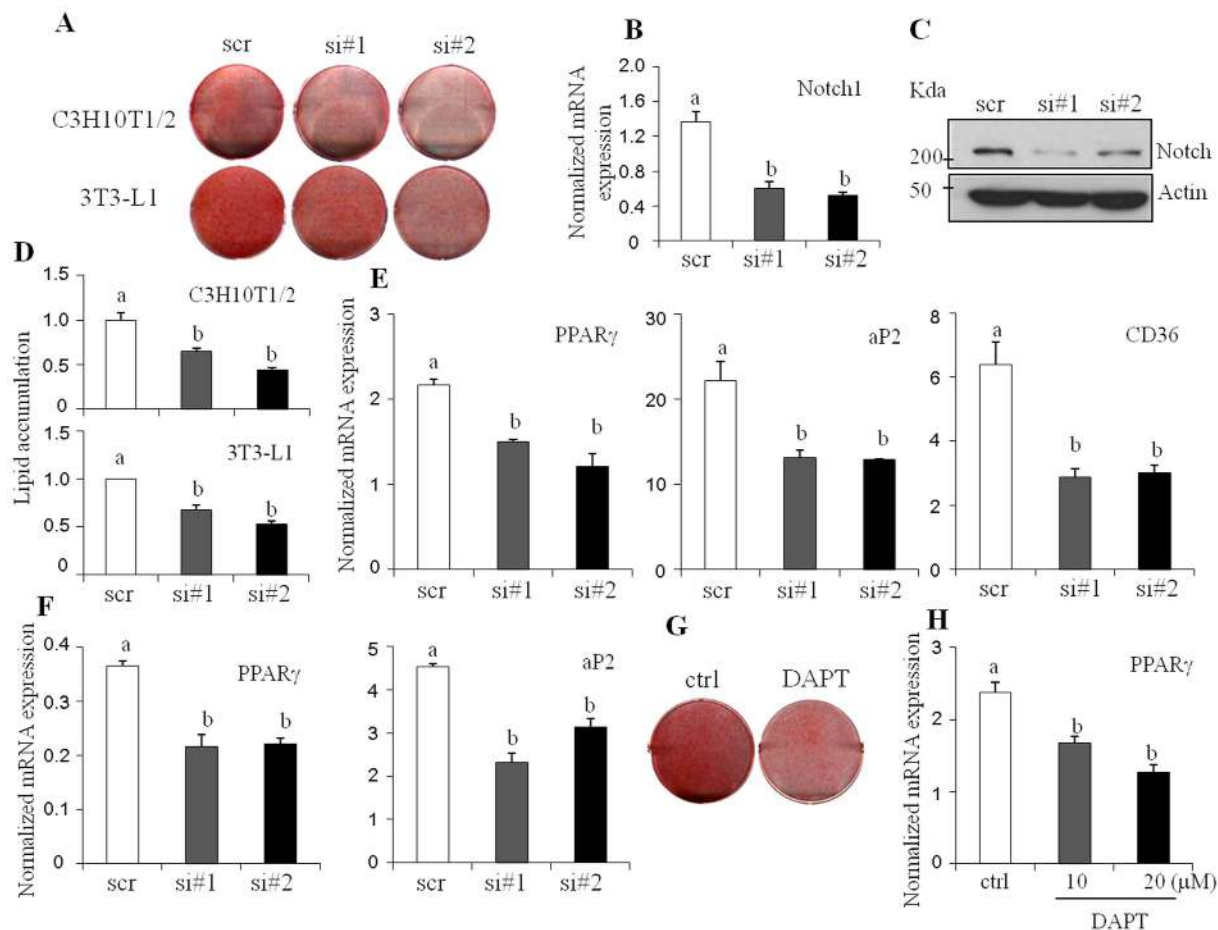 A
scr si#1 si#2
C3H10T1/2
3T3-L1
B
Normalized mRNA
expression
2.0
1.6
1.2
0.8
0.4
0
Notch1
a
b
b
scr si#1 si#2
C
Kda
scr si#1 si#2
200
Notch
50
Actin
D
Lipid accumulation
1.5
1.0
0.5
0
C3H10T1/2
a
b
b
1.5
1.0
0.5
0
3T3-L1
a
b
b
scr si#1 si#2
E
Normalized mRNA expression
3
2
1
0
PPARγ
a
b
b
scr si#1 si#2
30
20
10
0
aP2
a
b
b
scr si#1 si#2
8
6
4
2
0
CD36
a
b
b
scr si#1 si#2
F
Normalized mRNA expression
0.4
0.3
0.2
0.1
0
PPARγ
a
b
b
scr si#1 si#2
5
4
3
2
1
0
aP2
a
b
b
scr si#1 si#2
G
ctrl DAPT
H
Normalized mRNA expression
3
2
1
0
PPARγ
a
b
b
ctrl 10 20 (μM)
DAPT